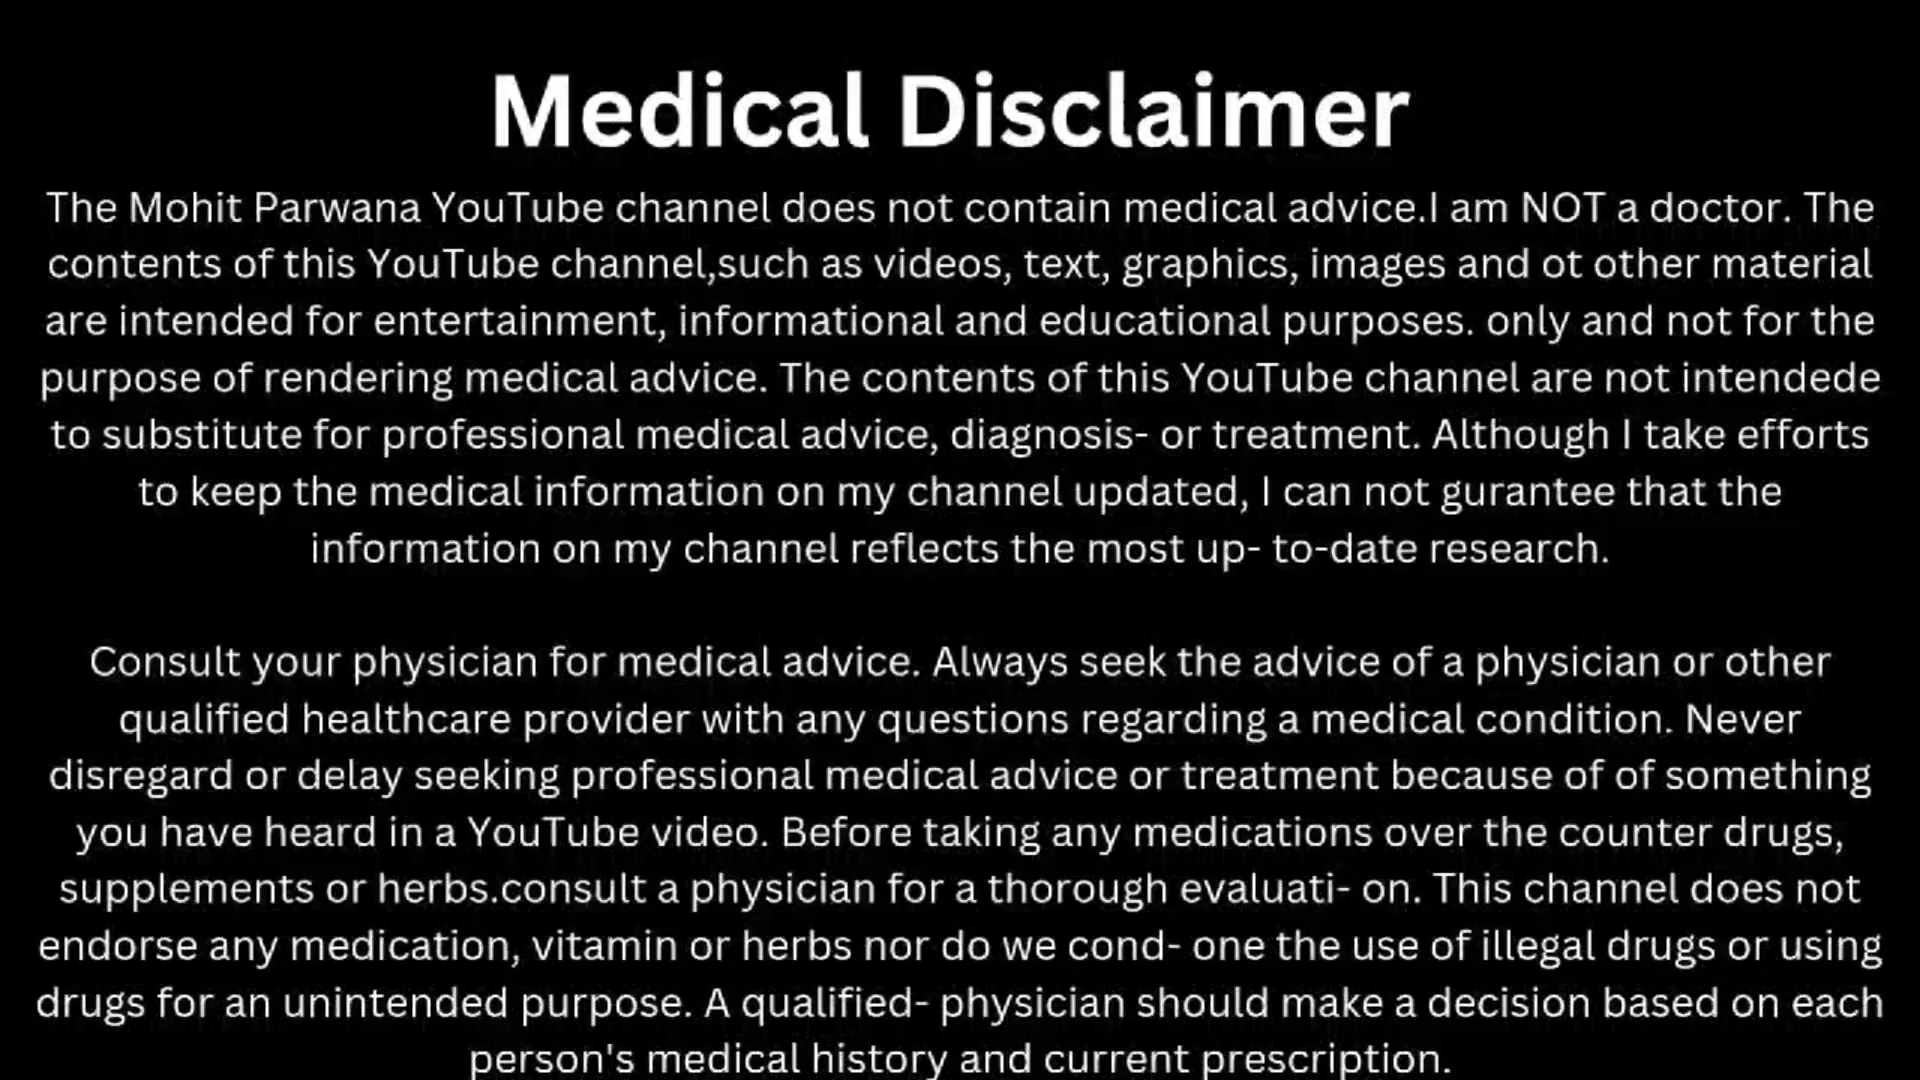 Medical Disclaimer
The Mohit Parwana YouTube channel does not contain medical advice.I am NOT a doctor. The
contents of this YouTube channel,such as videos, text, graphics, images and ot other material
are intended for entertainment, informational and educational purposes. only and not for the
purpose of rendering medical advice. The contents of this YouTube channel are not intendede
to substitute for professional medical advice, diagnosis- or treatment. Although I take efforts
to keep the medical information on my channel updated, I can not gurantee that the
information on my channel reflects the most up- to-date research.
Consult your physician for medical advice. Always seek the advice of a physician or other
qualified healthcare provider with any questions regarding a medical condition. Never
disregard or delay seeking professional medical advice or treatment because of of something
you have heard in a YouTube video. Before taking any medications over the counter drugs,
supplements or herbs.consult a physician for a thorough evaluati- on. This channel does not
endorse any medication, vitamin or herbs nor do we cond- one the use of illegal drugs or using
drugs for an unintended purpose. A qualified- physician should make a decision based on each
person's medical history and current prescription.